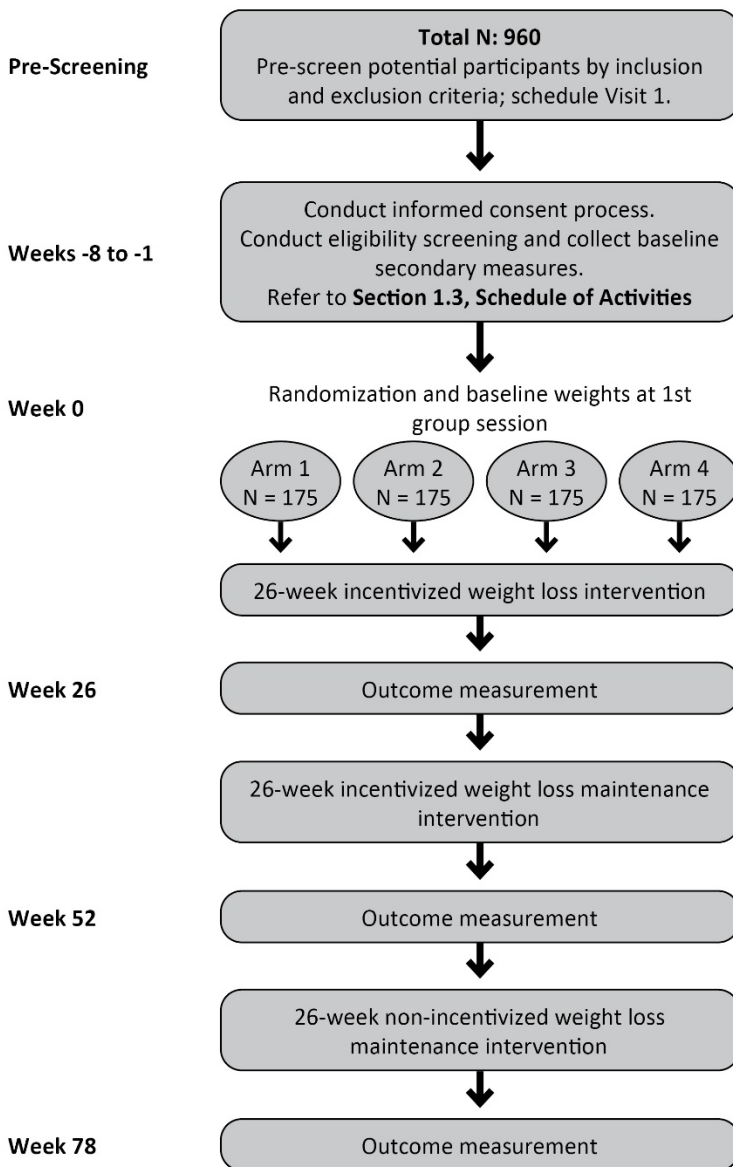 Total N: 960
Pre-Screening
Pre-screen potential participants by inclusion
and exclusion criteria; schedule Visit 1.
Conduct informed consent process.
Weeks -8 to -1
Conduct eligibility screening and collect baseline
secondary measures.
Refer to Section 1.3, Schedule of Activities
Week 0
Randomization and baseline weights at 1st
group session
Arm 1
N = 175
Arm 2
N = 175
Arm 3
N = 175
Arm 4
N = 175
26-week incentivized weight loss intervention
Week 26
Outcome measurement
26-week incentivized weight loss maintenance
intervention
Week 52
Outcome measurement
26-week non-incentivized weight loss
maintenance intervention
Week 78
Outcome measurement